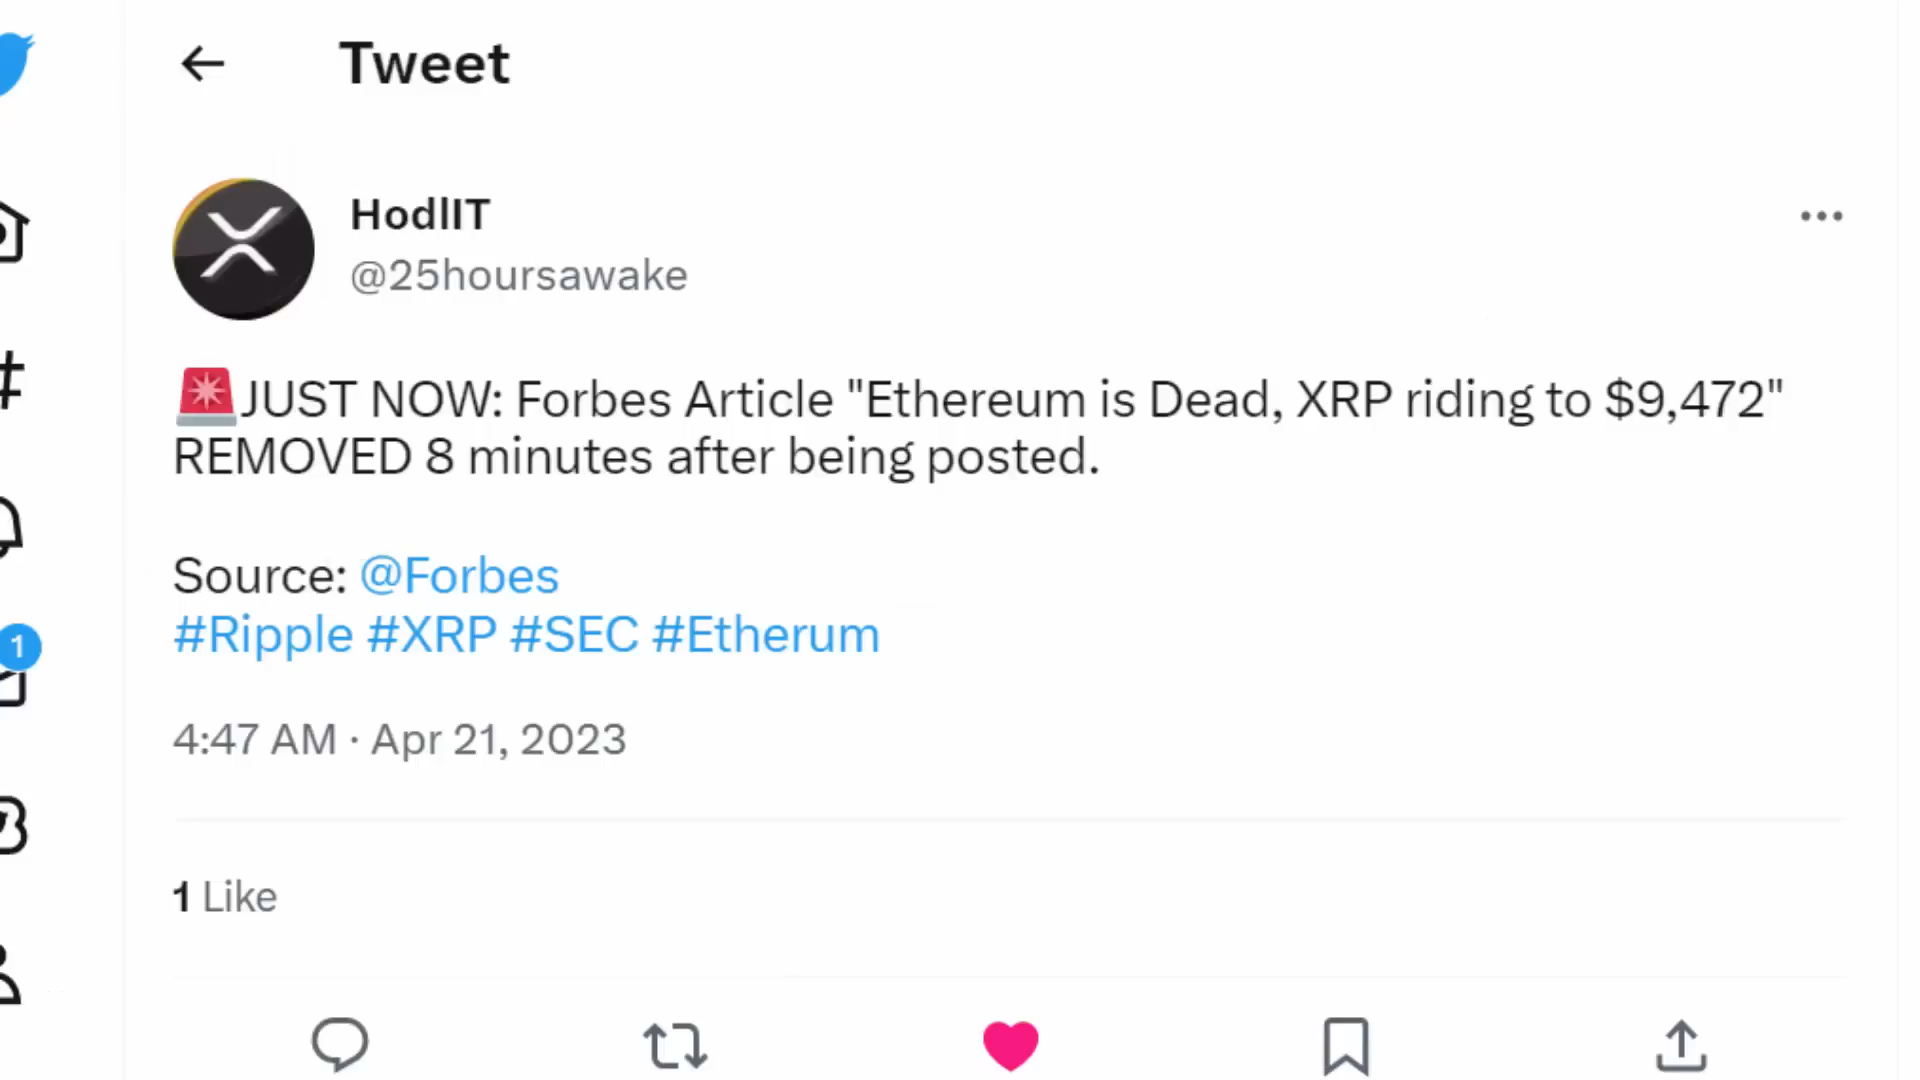 Tweet
HodlIT
@25hoursawake
JUST NOW: Forbes Article "Ethereum is Dead, XRP riding to $9,472"
REMOVED 8 minutes after being posted.
Source: @Forbes
#Ripple #XRP #SEC #Etherum
1
4:47 AM · Apr 21, 2023
1 Like